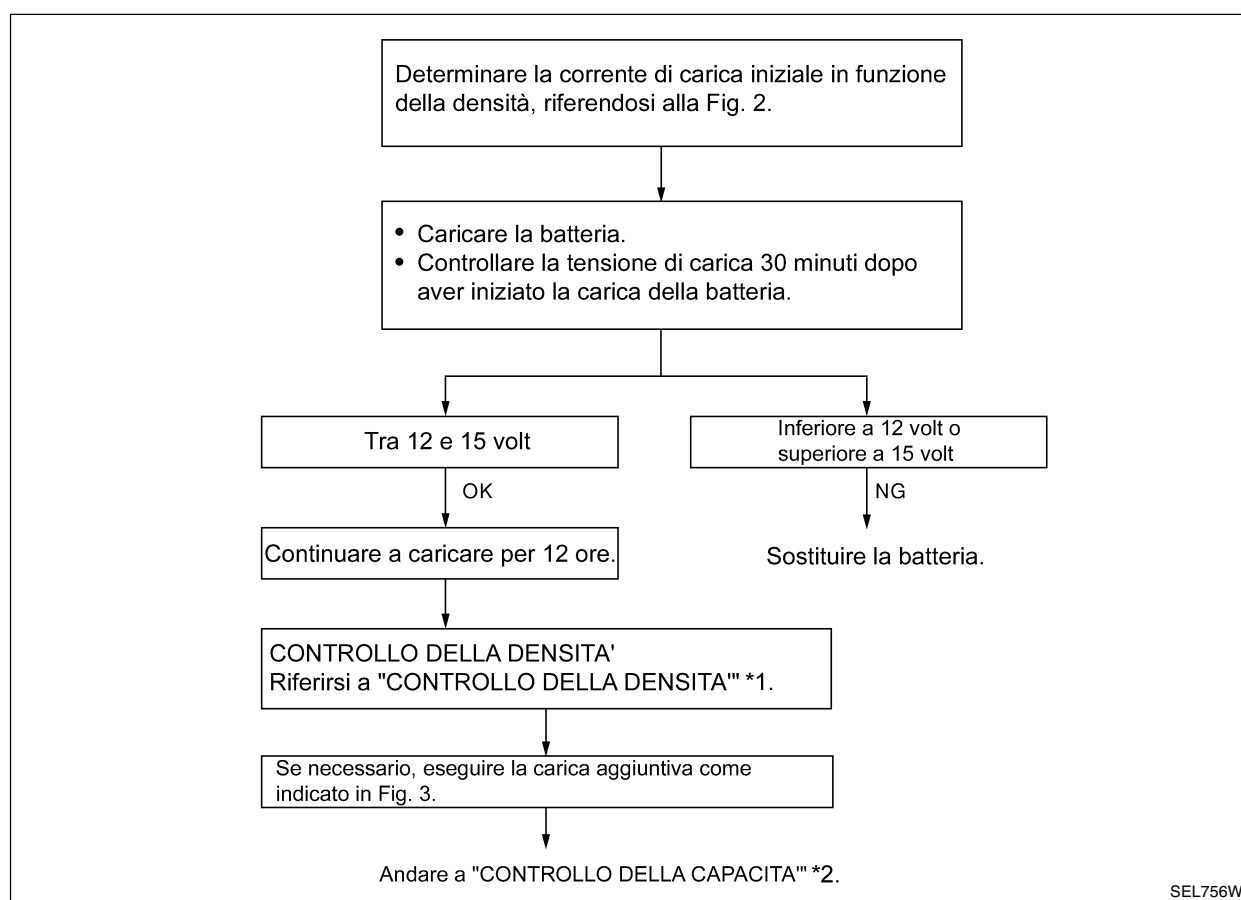 Determinare la corrente di carica iniziale in funzione
della densità, riferendosi alla Fig. 2.
• Caricare la batteria.
• Controllare la tensione di carica 30 minuti dopo
aver iniziato la carica della batteria.
Tra 12 e 15 volt
Inferiore a 12 volt o
superiore a 15 volt
OK
NG
Continuare a caricare per 12 ore.
Sostituire la batteria.
CONTROLLO DELLA DENSITA'
Riferirsi a "CONTROLLO DELLA DENSITA'" *1.
Se necessario, eseguire la carica aggiuntiva come
indicato in Fig. 3.
Andare a "CONTROLLO DELLA CAPACITA'" *2.
SEL756W